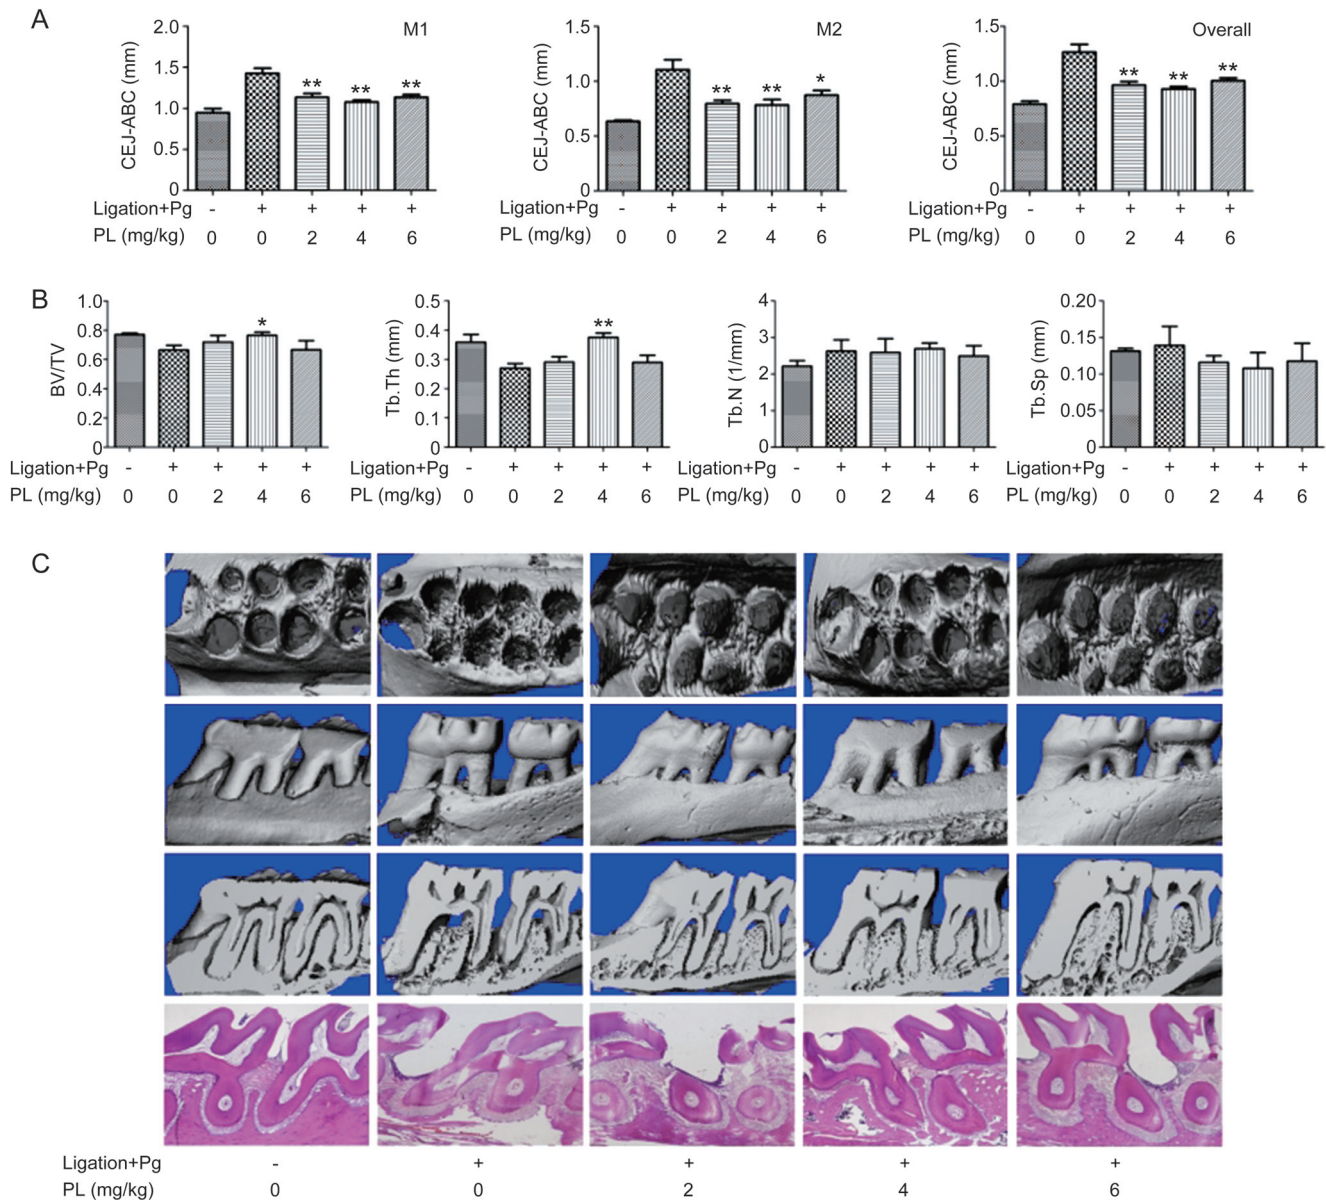 A
M1
M2
Overall
CEJ-ABC (mm)
2.0
1.5
1.0
0.5
0
** ** **
Ligation+Pg - + + + +
PL (mg/kg) 0 0 2 4 6
CEJ-ABC (mm)
1.5
1.0
0.5
0
** ** *
Ligation+Pg - + + + +
PL (mg/kg) 0 0 2 4 6
CEJ-ABC (mm)
1.5
1.0
0.5
0
** ** **
Ligation+Pg - + + + +
PL (mg/kg) 0 0 2 4 6
B
BV/TV
1.0
0.8
0.6
0.4
0.2
0
*
Ligation+Pg - + + + +
PL (mg/kg) 0 0 2 4 6
Tb.Th (mm)
0.5
0.4
0.3
0.2
0.1
0
**
Ligation+Pg - + + + +
PL (mg/kg) 0 0 2 4 6
Tb.N (1/mm)
4
3
2
1
0
Ligation+Pg - + + + +
PL (mg/kg) 0 0 2 4 6
Tb.Sp (mm)
0.20
0.15
0.10
0.05
0
Ligation+Pg - + + + +
PL (mg/kg) 0 0 2 4 6
C
Ligation+Pg - + + + +
PL (mg/kg) 0 0 2 4 6